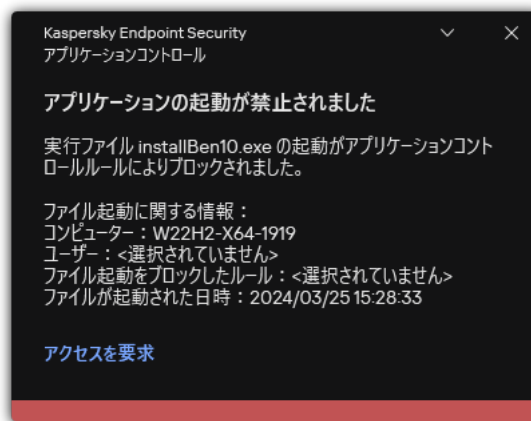 Kaspersky Endpoint Security
アプリケーションコントロール
アプリケーションの起動が禁止されました
実行ファイル installBen10.exe の起動がアプリケーションコント
ロールルールによりブロックされました。
ファイル起動に関する情報：
コンピューター：W22H2-X64-1919
ユーザー：<選択されていません>
ファイル起動をブロックしたルール：<選択されていません>
ファイルが起動された日時：2024/03/25 15:28:33
アクセスを要求